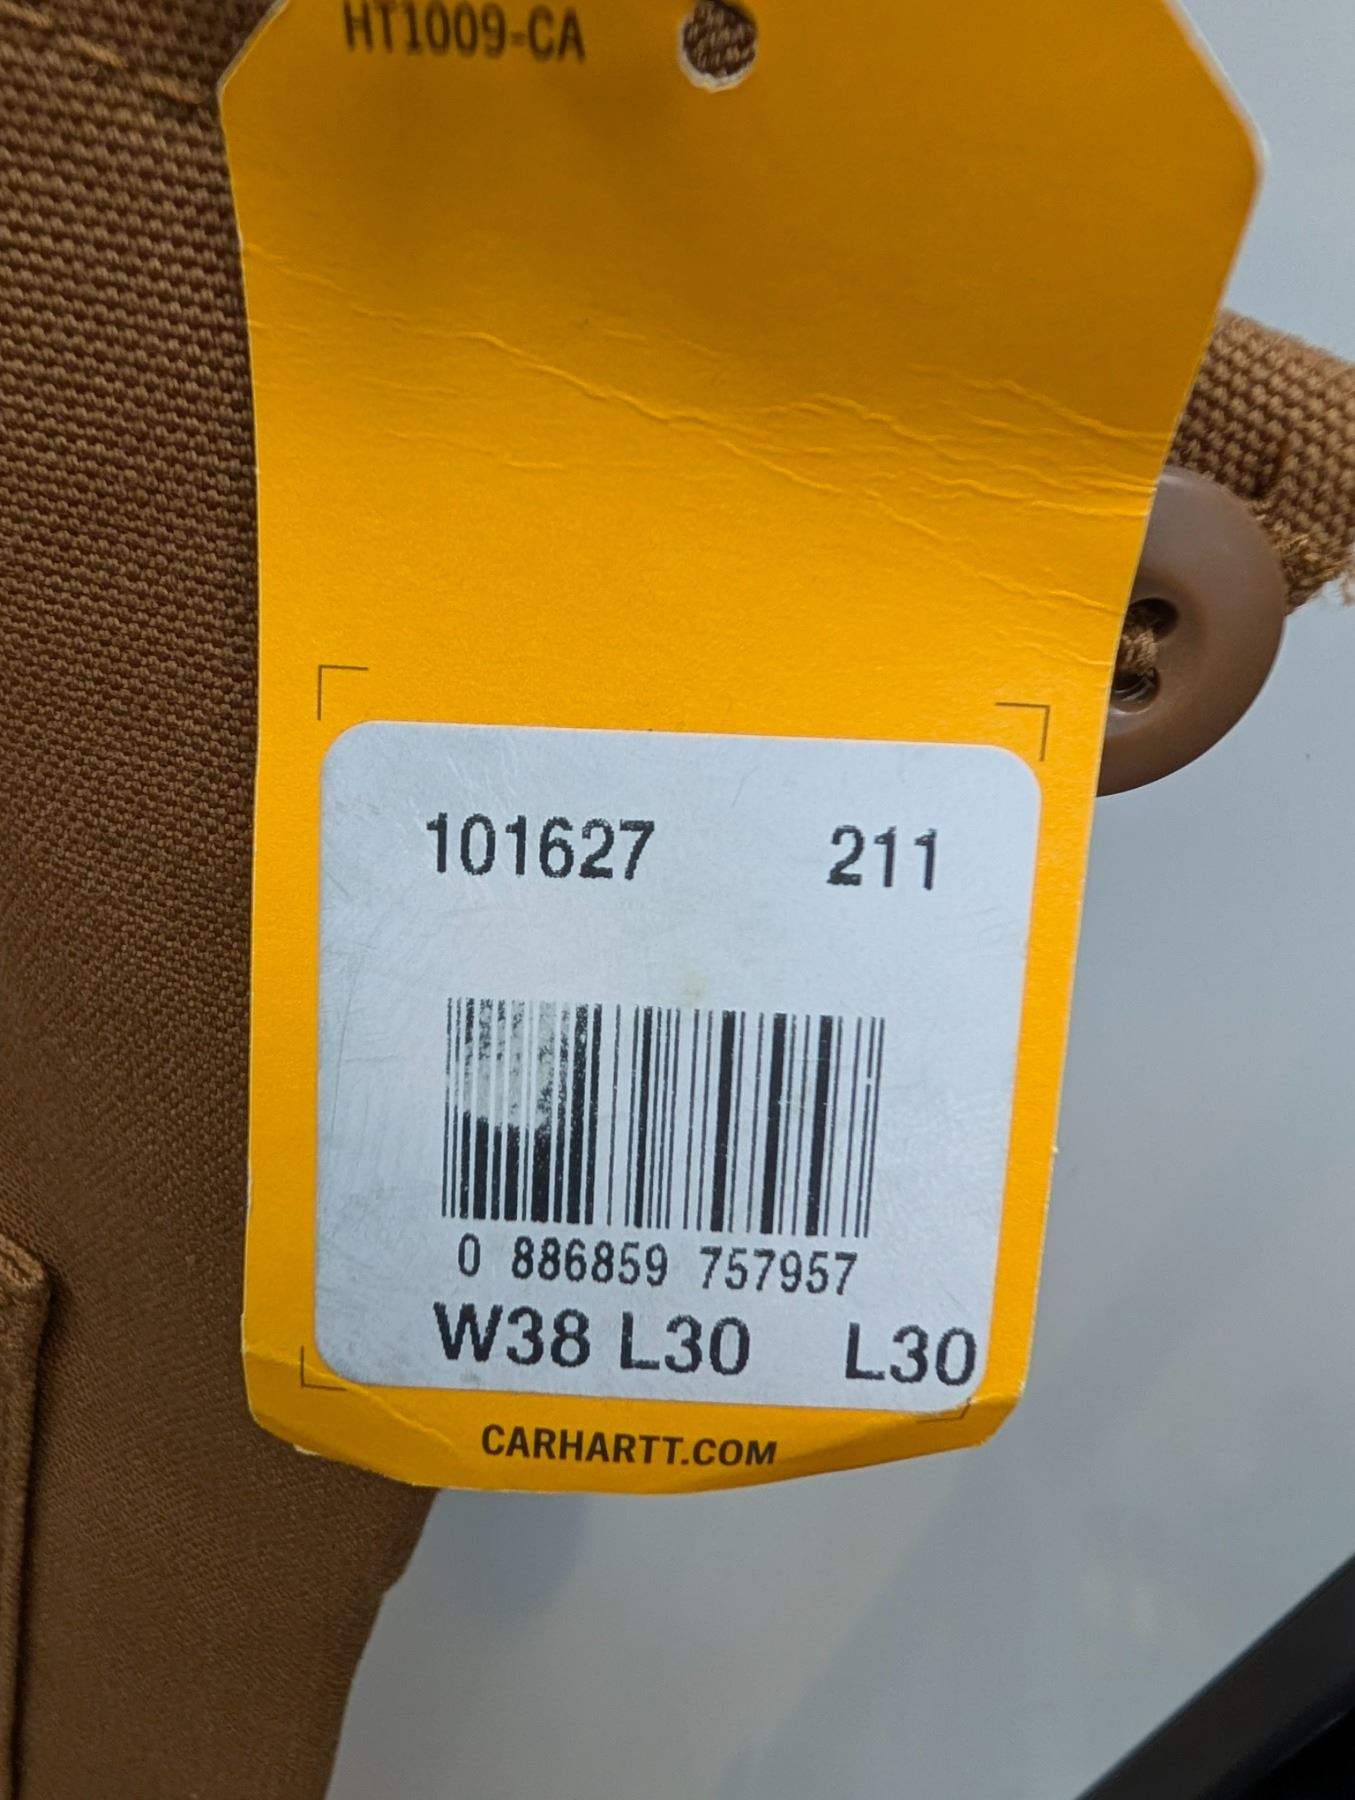 HT1009-CA
101627 211
0 886859 757957
W38 L30 L30
CARHARTT.COM